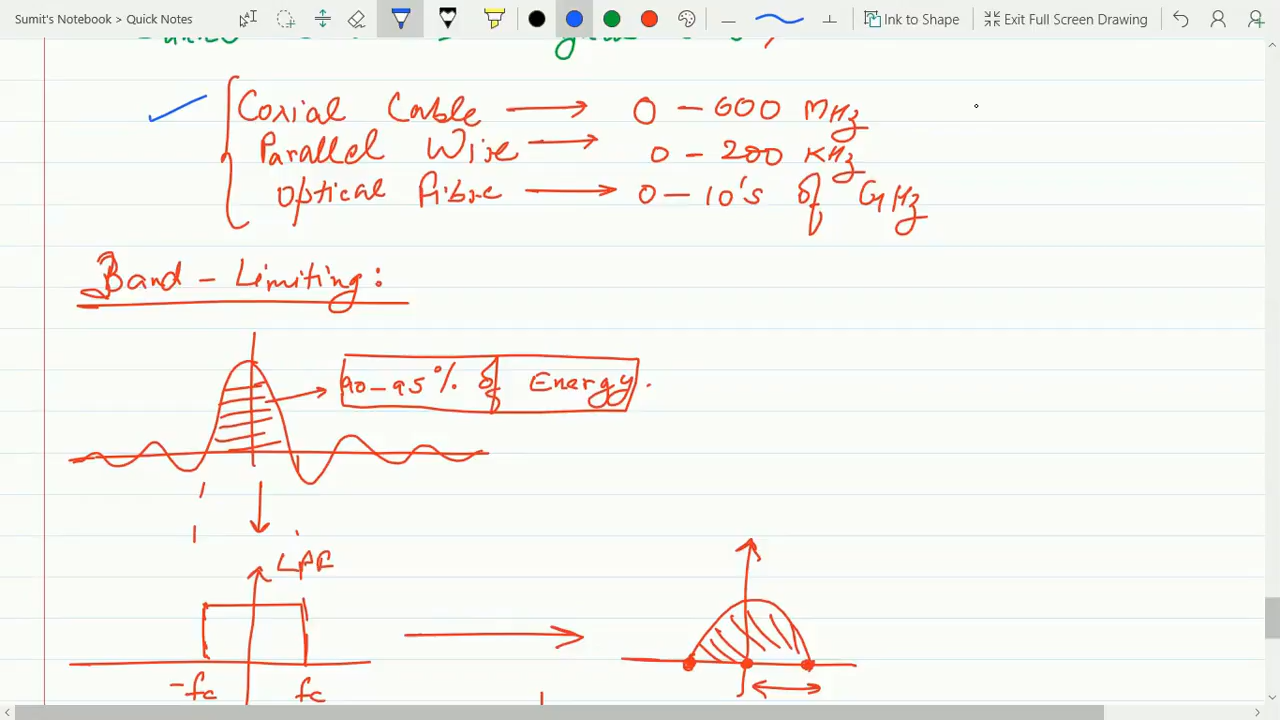 Sumit's Notebook > Quick Notes
Ink to Shape
Exit Full Screen Drawing
Coxial Cable → 0 - 600 MHz
Parallel Wire → 0 - 200 KHz
Optical Fibre → 0 - 10's of GHz
Band - Limiting:
90-95% of Energy.
LPF
-fc fc